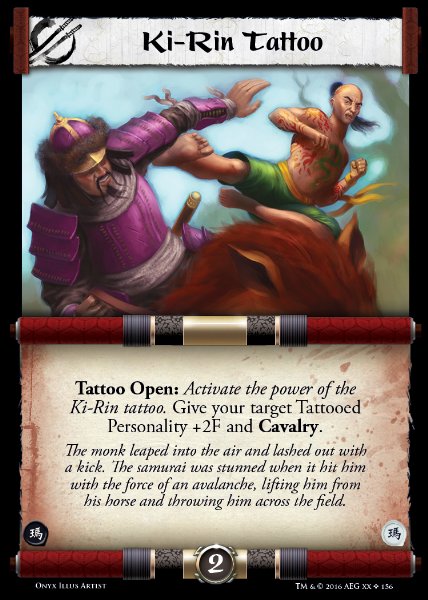 Ki-Rin Tattoo
Tattoo Open: Activate the power of the
Ki-Rin tattoo. Give your target Tattooed
Personality +2F and Cavalry.
The monk leaped into the air and lashed out with
a kick. The samurai was stunned when it hit him
with the force of an avalanche, lifting him from
his horse and throwing him across the field.
瑪
瑪
2
Onyx Illus Artist
TM & © 2016 AEG XX ❖ 156